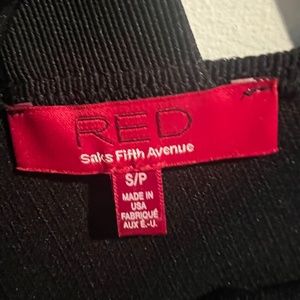 RED
Saks Fifth Avenue
S/P
MADE IN
USA
FABRIQUÉ
AUX É.-U.